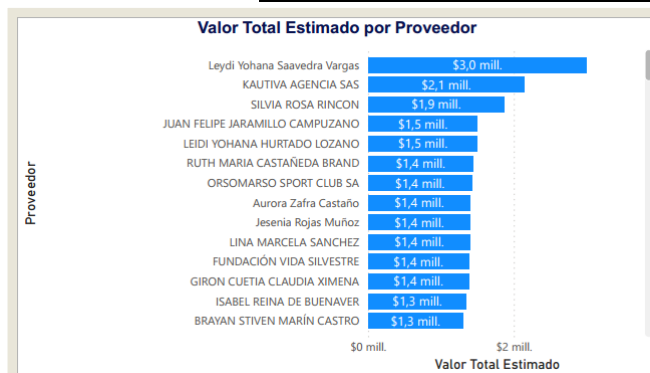 Valor Total Estimado por Proveedor
Proveedor
Leydi Yohana Saavedra Vargas $3,0 mill.
KAUTIVA AGENCIA SAS $2,1 mill.
SILVIA ROSA RINCON $1,9 mill.
JUAN FELIPE JARAMILLO CAMPUZANO $1,5 mill.
LEIDI YOHANA HURTADO LOZANO $1,5 mill.
RUTH MARIA CASTAÑEDA BRAND $1,4 mill.
ORSOMARSO SPORT CLUB SA $1,4 mill.
Aurora Zafra Castaño $1,4 mill.
Jesenia Rojas Muñoz $1,4 mill.
LINA MARCELA SANCHEZ $1,4 mill.
FUNDACIÓN VIDA SILVESTRE $1,4 mill.
GIRON CUETIA CLAUDIA XIMENA $1,4 mill.
ISABEL REINA DE BUENAVER $1,3 mill.
BRAYAN STIVEN MARÍN CASTRO $1,3 mill.
$0 mill. $2 mill.
Valor Total Estimado